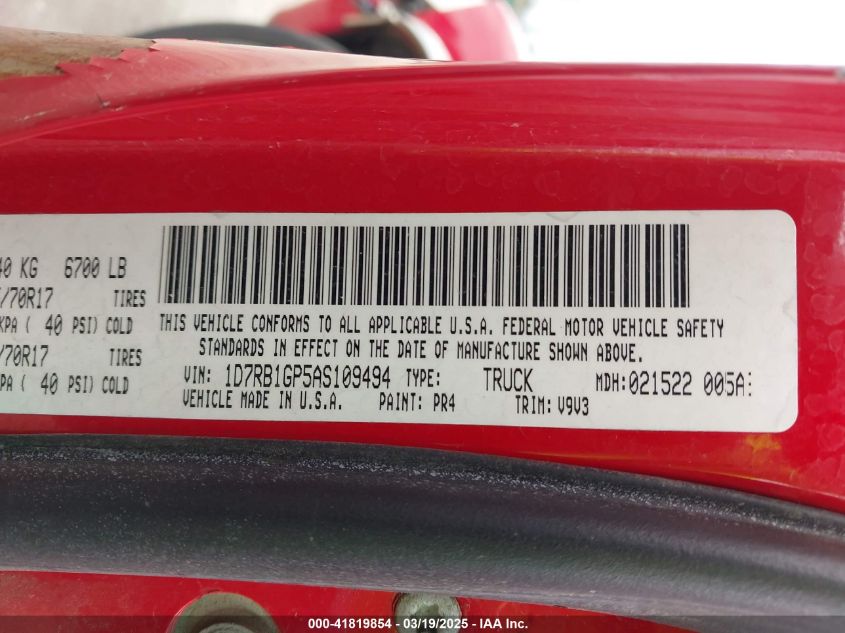 40 KG 6700 LB
/70R17 TIRES
KPA ( 40 PSI) COLD
/70R17 TIRES
PA ( 40 PSI) COLD
THIS VEHICLE CONFORMS TO ALL APPLICABLE U.S.A. FEDERAL MOTOR VEHICLE SAFETY
STANDARDS IN EFFECT ON THE DATE OF MANUFACTURE SHOWN ABOVE.
VIN: 1D7RB1GP5AS109494 TYPE: TRUCK MDH:021522 005A
VEHICLE MADE IN U.S.A. PAINT: PR4 TRIM: V9V3
000-41819854 - 03/19/2025 - IAA Inc.